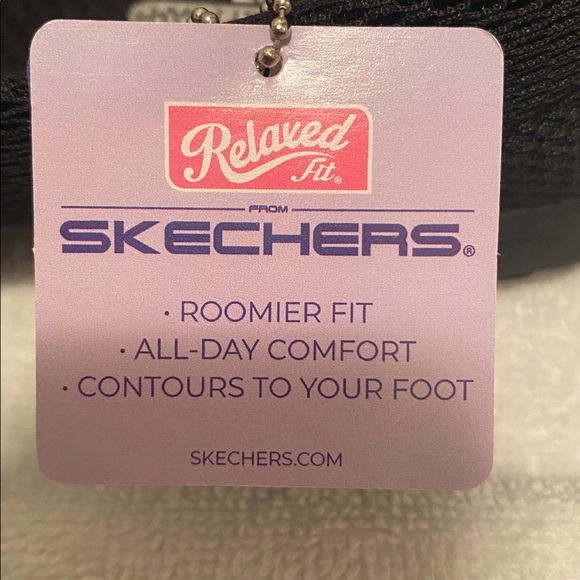 Relaxed
Fit®
FROM
SKECHERS®
· ROOMIER FIT
· ALL-DAY COMFORT
· CONTOURS TO YOUR FOOT
SKECHERS.COM